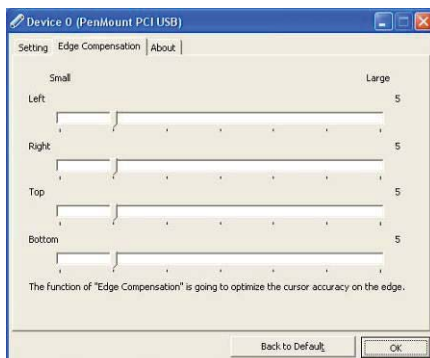 Device 0 (PenMount PCI USB)
Setting Edge Compensation About
Small Large
Left 5
Right 5
Top 5
Bottom 5
The function of "Edge Compensation" is going to optimize the cursor accuracy on the edge.
Back to Default OK